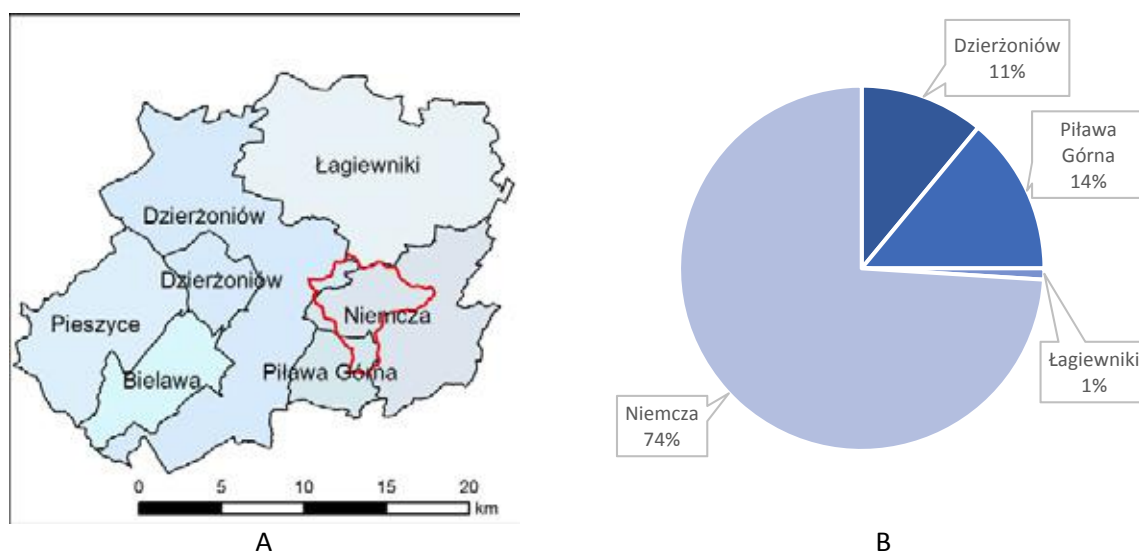 Łagiewniki
Dzierżoniów
Dzierżoniów
Pieszyce
Niemcza
Bielawa
Piława Górna
0 5 10 15 20
km
A
Dzierżoniów
11%
Piława
Górna
14%
Łagiewniki
1%
Niemcza
74%
B